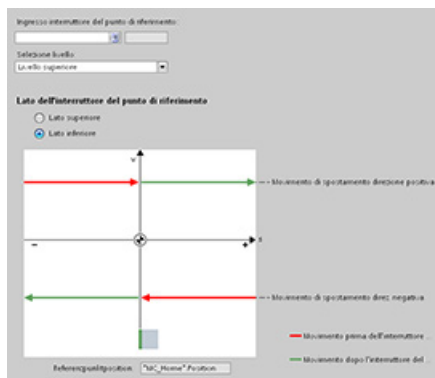 Ingresso interruttore del punto di riferimento:
Selezione livello:
Livello superiore
Lato dell'interruttore del punto di riferimento
Lato superiore
Lato inferiore
v
Movimento di spostamento direzione positiva
x
- +
Movimento di spostamento direz. negativa
Movimento prima dell'interruttore ...
Movimento dopo l'interruttore del ...
Referenzpunktposition: "MC_Home".Position